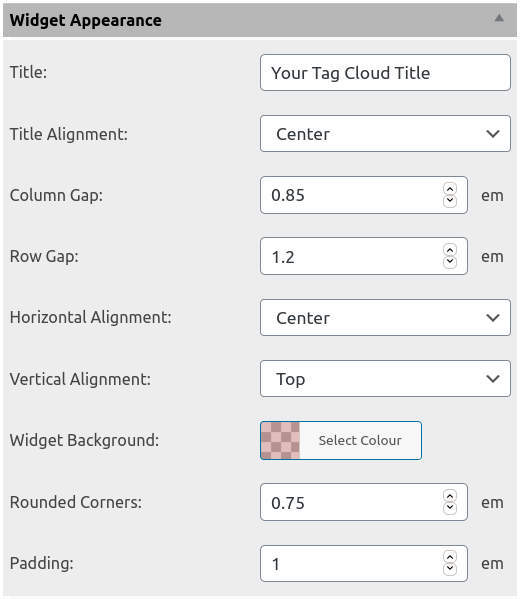 Widget Appearance
Title: Your Tag Cloud Title
Title Alignment: Center
Column Gap: 0.85 em
Row Gap: 1.2 em
Horizontal Alignment: Center
Vertical Alignment: Top
Widget Background: Select Colour
Rounded Corners: 0.75 em
Padding: 1 em